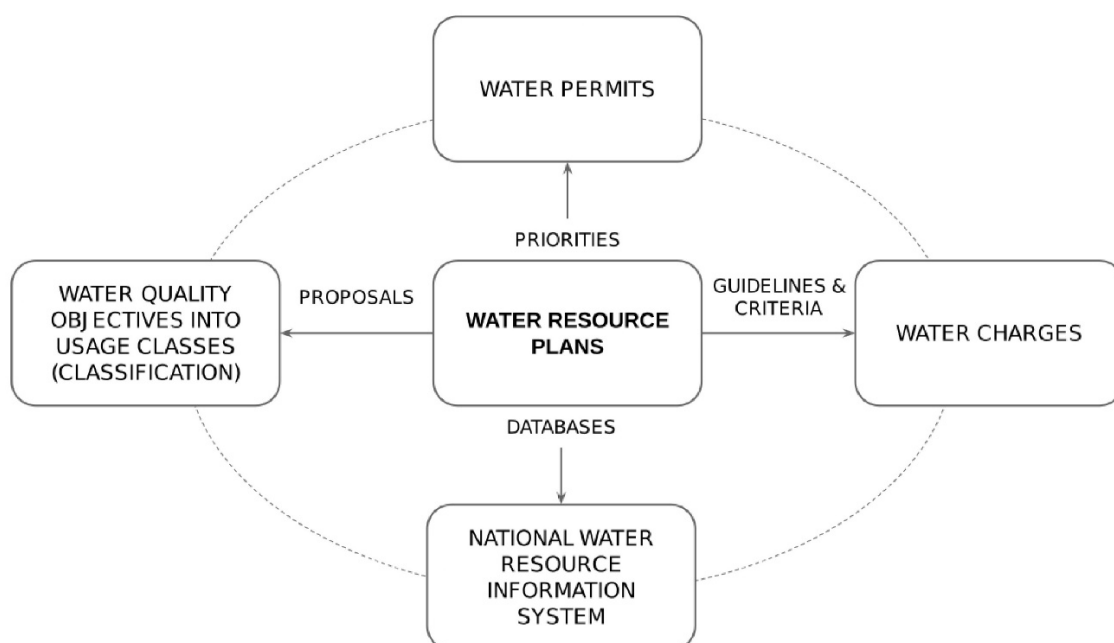 WATER PERMITS
PRIORITIES
WATER QUALITY
OBJECTIVES INTO
USAGE CLASSES
(CLASSIFICATION)
PROPOSALS
WATER RESOURCE
PLANS
GUIDELINES &
CRITERIA
WATER CHARGES
DATABASES
NATIONAL WATER
RESOURCE
INFORMATION
SYSTEM